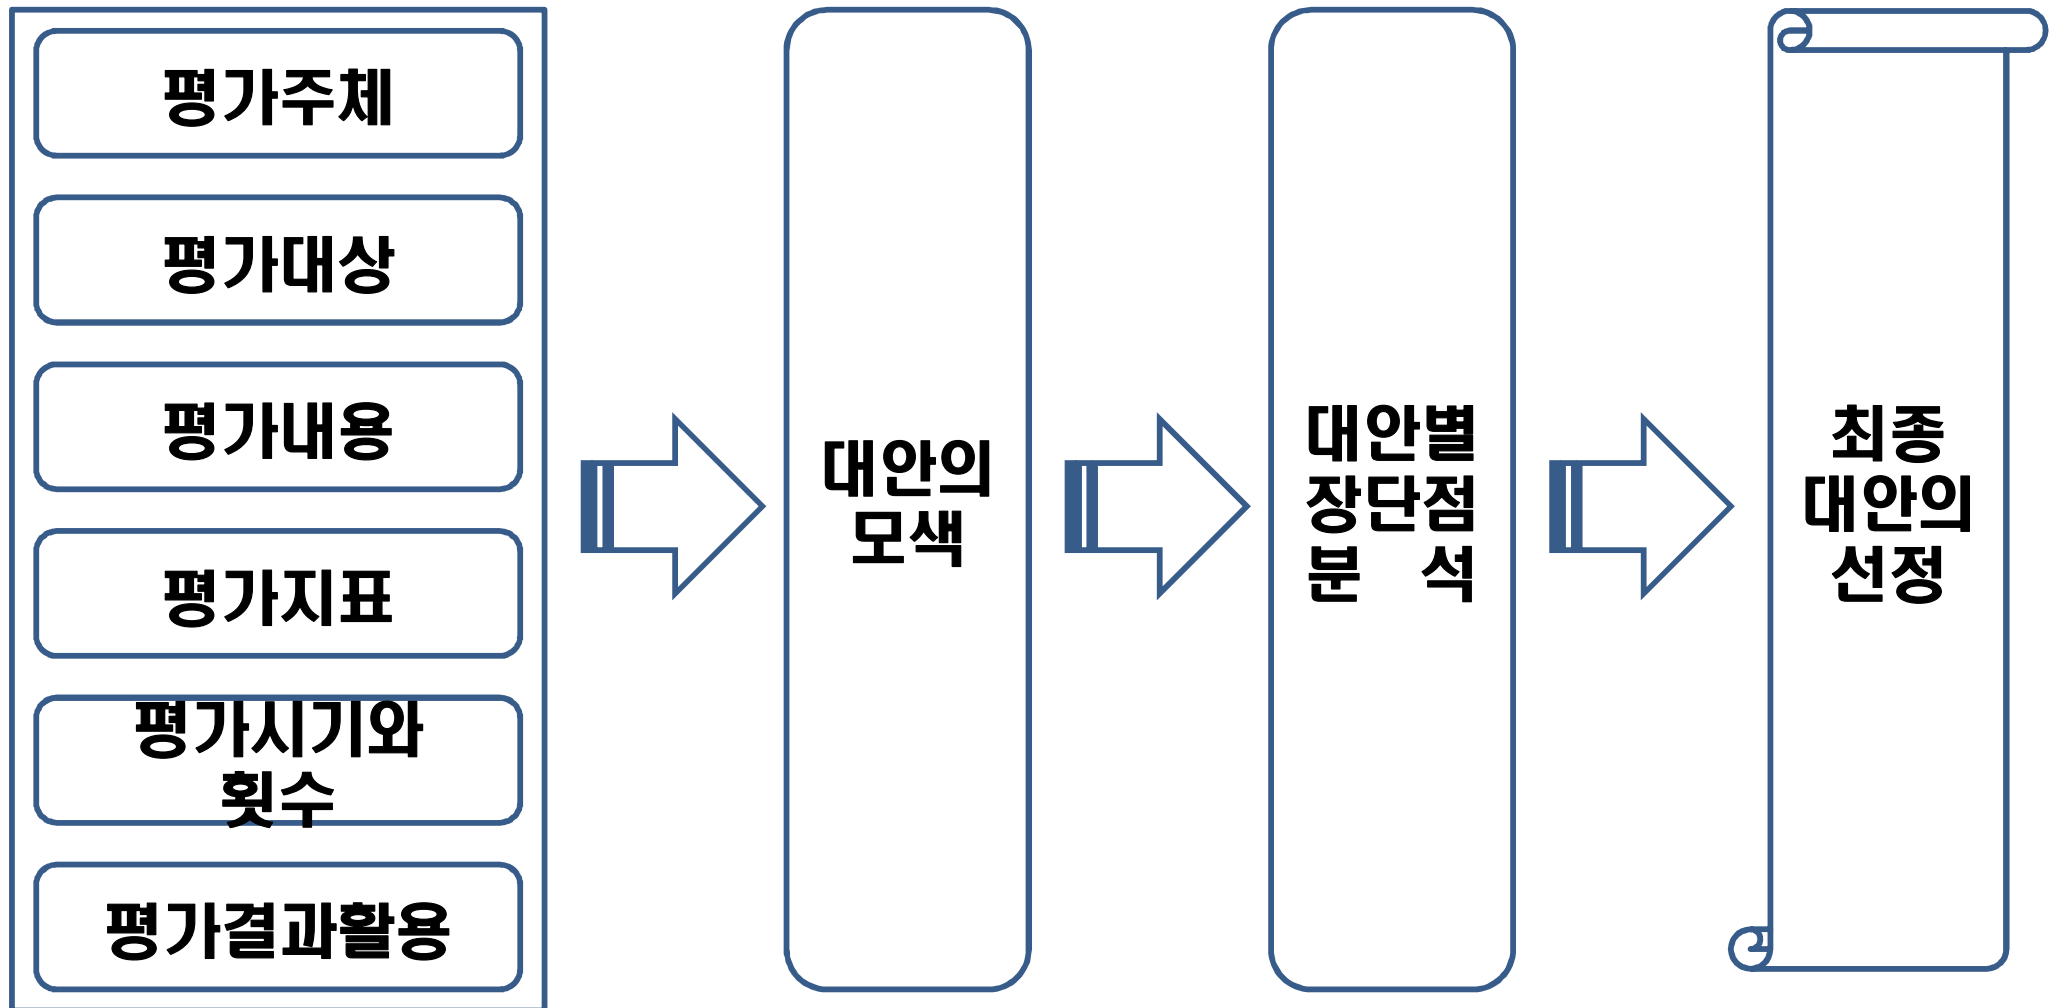 평가주체
평가대상
평가내용
평가지표
평가시기와
횟수
평가결과활용
대안의
모색
대안별
장단점
분 석
최종
대안의
선정